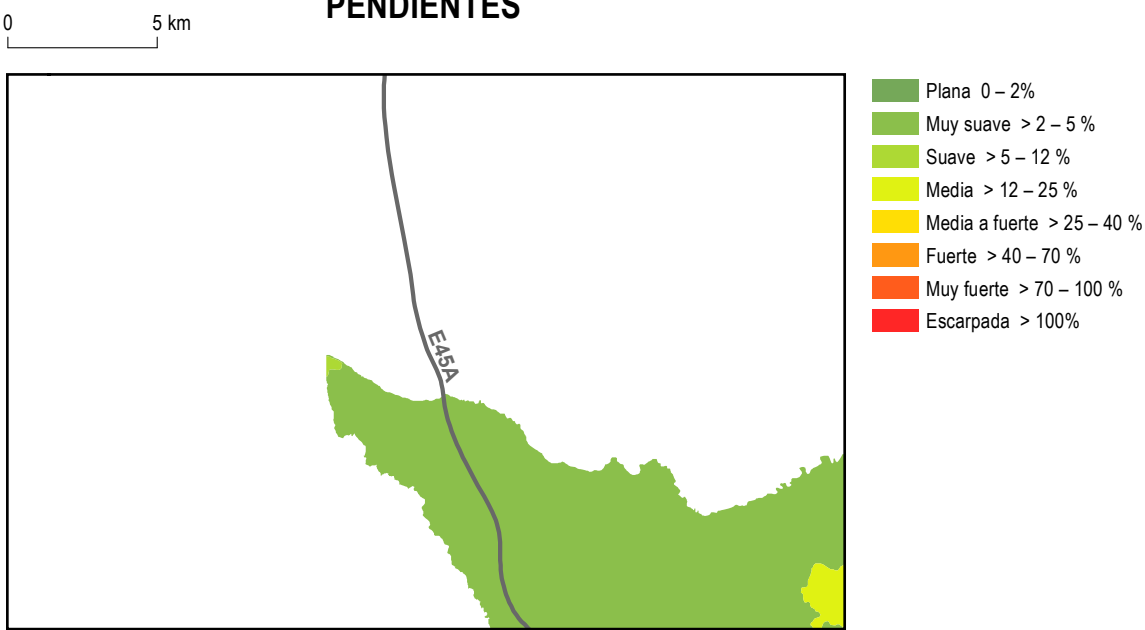 PENDIENTES
0 5 km
E45A
Plana 0 – 2%
Muy suave > 2 – 5 %
Suave > 5 – 12 %
Media > 12 – 25 %
Media a fuerte > 25 – 40 %
Fuerte > 40 – 70 %
Muy fuerte > 70 – 100 %
Escarpada > 100%